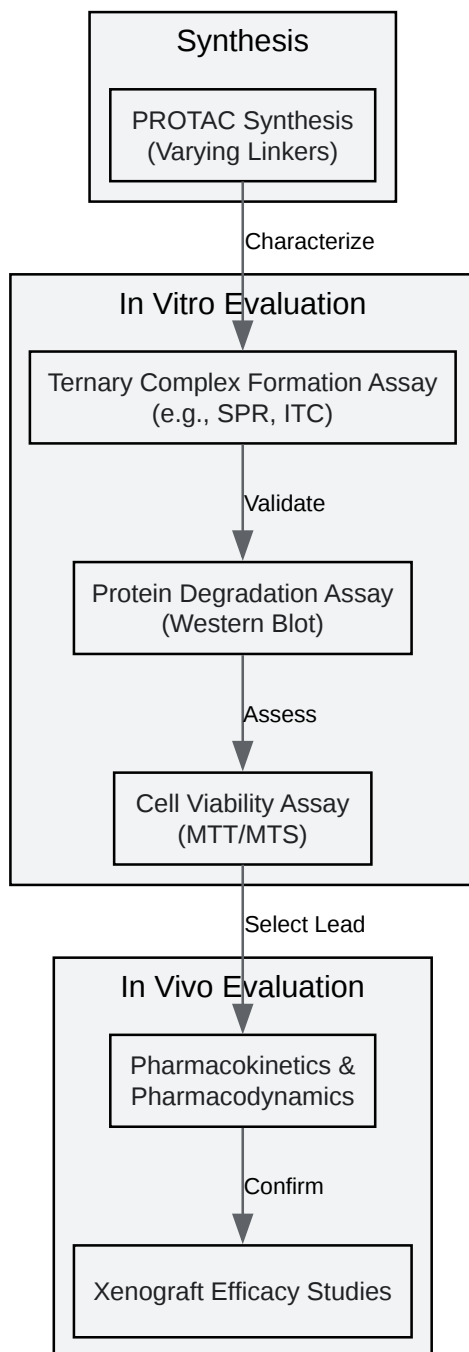 Synthesis
PROTAC Synthesis
(Varying Linkers)
Characterize
In Vitro Evaluation
Ternary Complex Formation Assay
(e.g., SPR, ITC)
Validate
Protein Degradation Assay
(Western Blot)
Assess
Cell Viability Assay
(MTT/MTS)
Select Lead
In Vivo Evaluation
Pharmacokinetics &
Pharmacodynamics
Confirm
Xenograft Efficacy Studies